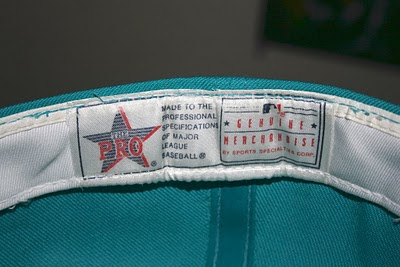 THE
PRO
®
MADE TO THE
PROFESSIONAL
SPECIFICATIONS
OF MAJOR
LEAGUE
BASEBALL®
GENUINE
MERCHANDISE
BY SPORTS SPECIALTIES CORP.